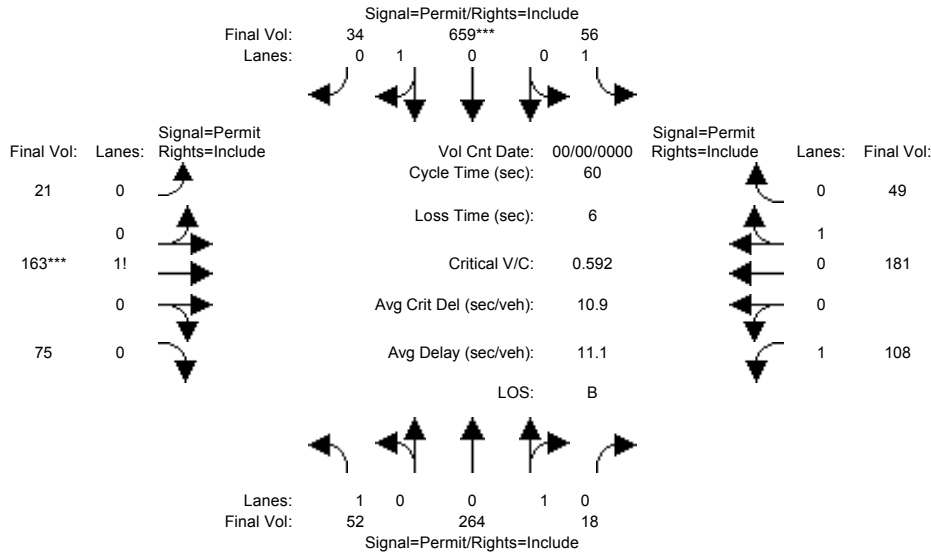 Signal=Permit/Rights=Include
Final Vol: 34 659*** 56
Lanes: 0 1 0 0 1
Signal=Permit Signal=Permit
Final Vol: Lanes: Rights=Include Vol Cnt Date: 00/00/0000 Rights=Include Lanes: Final Vol:
Cycle Time (sec): 60
21 0 0 49
Loss Time (sec): 6
0 1
163*** 1! Critical V/C: 0.592 0 181
0 Avg Crit Del (sec/veh): 10.9 0
75 0 Avg Delay (sec/veh): 11.1 1 108
LOS: B
Lanes: 1 0 0 1 0
Final Vol: 52 264 18
Signal=Permit/Rights=Include